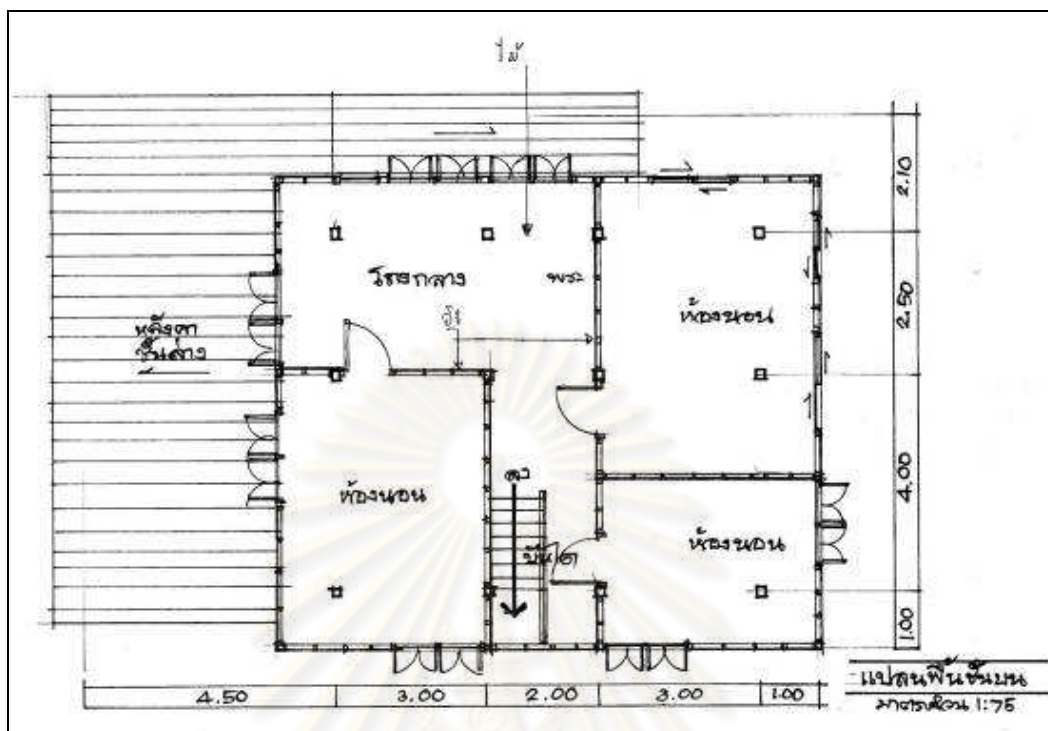 ไม้
2.10
โถงกลาง
พระ
ห้องนอน
2.50
หลังคา
ชั้นล่าง
4.00
ห้องนอน
ลง
บันได
ห้องนอน
1.00
4.50
3.00
2.00
3.00
1.00
แปลนพื้นชั้นบน
มาตราส่วน 1:75